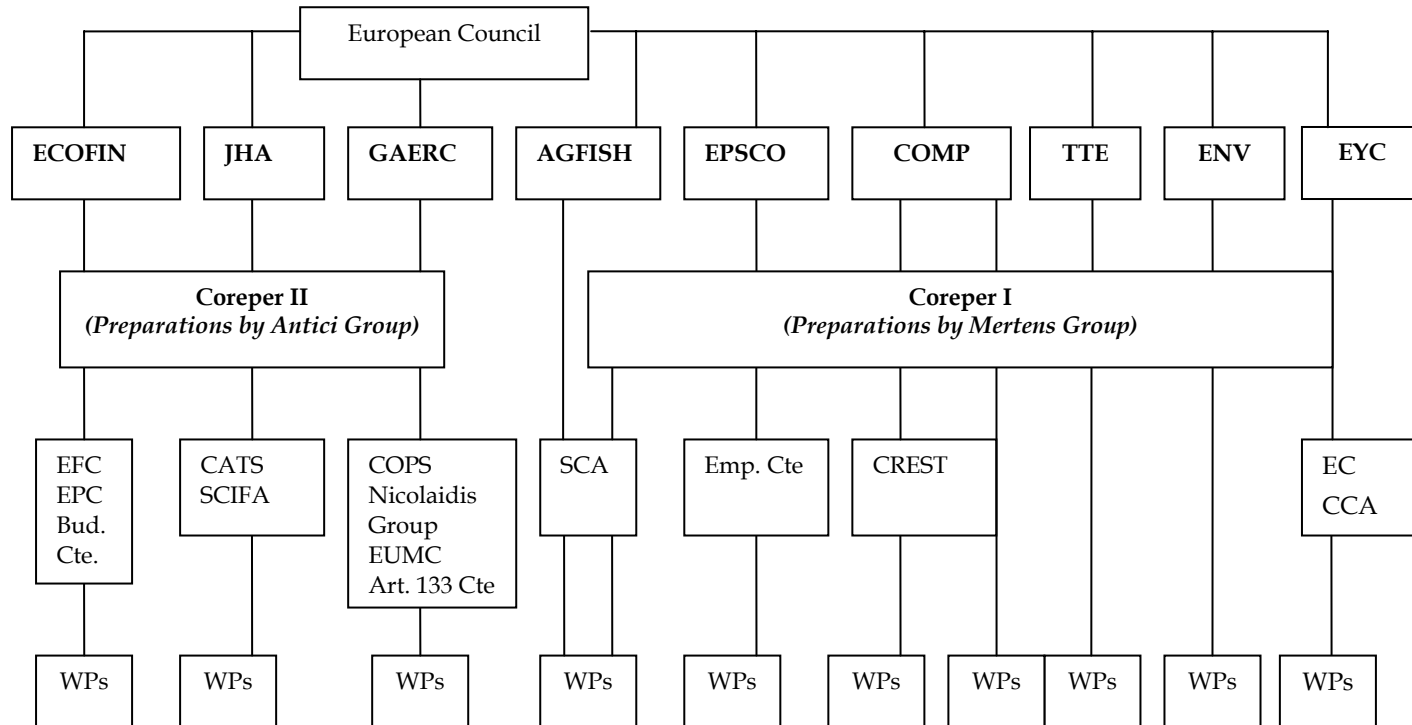 European Council
ECOFIN
JHA
GAERC
AGFISH
EPSCO
COMP
TTE
ENV
EYC
Coreper II
(Preparations by Antici Group)
Coreper I
(Preparations by Mertens Group)
EFC
EPC
Bud.
Cte.
CATS
SCIFA
COPS
Nicolaidis
Group
EUMC
Art. 133 Cte
SCA
Emp. Cte
CREST
EC
CCA
WPs
WPs
WPs
WPs
WPs
WPs
WPs
WPs
WPs
WPs